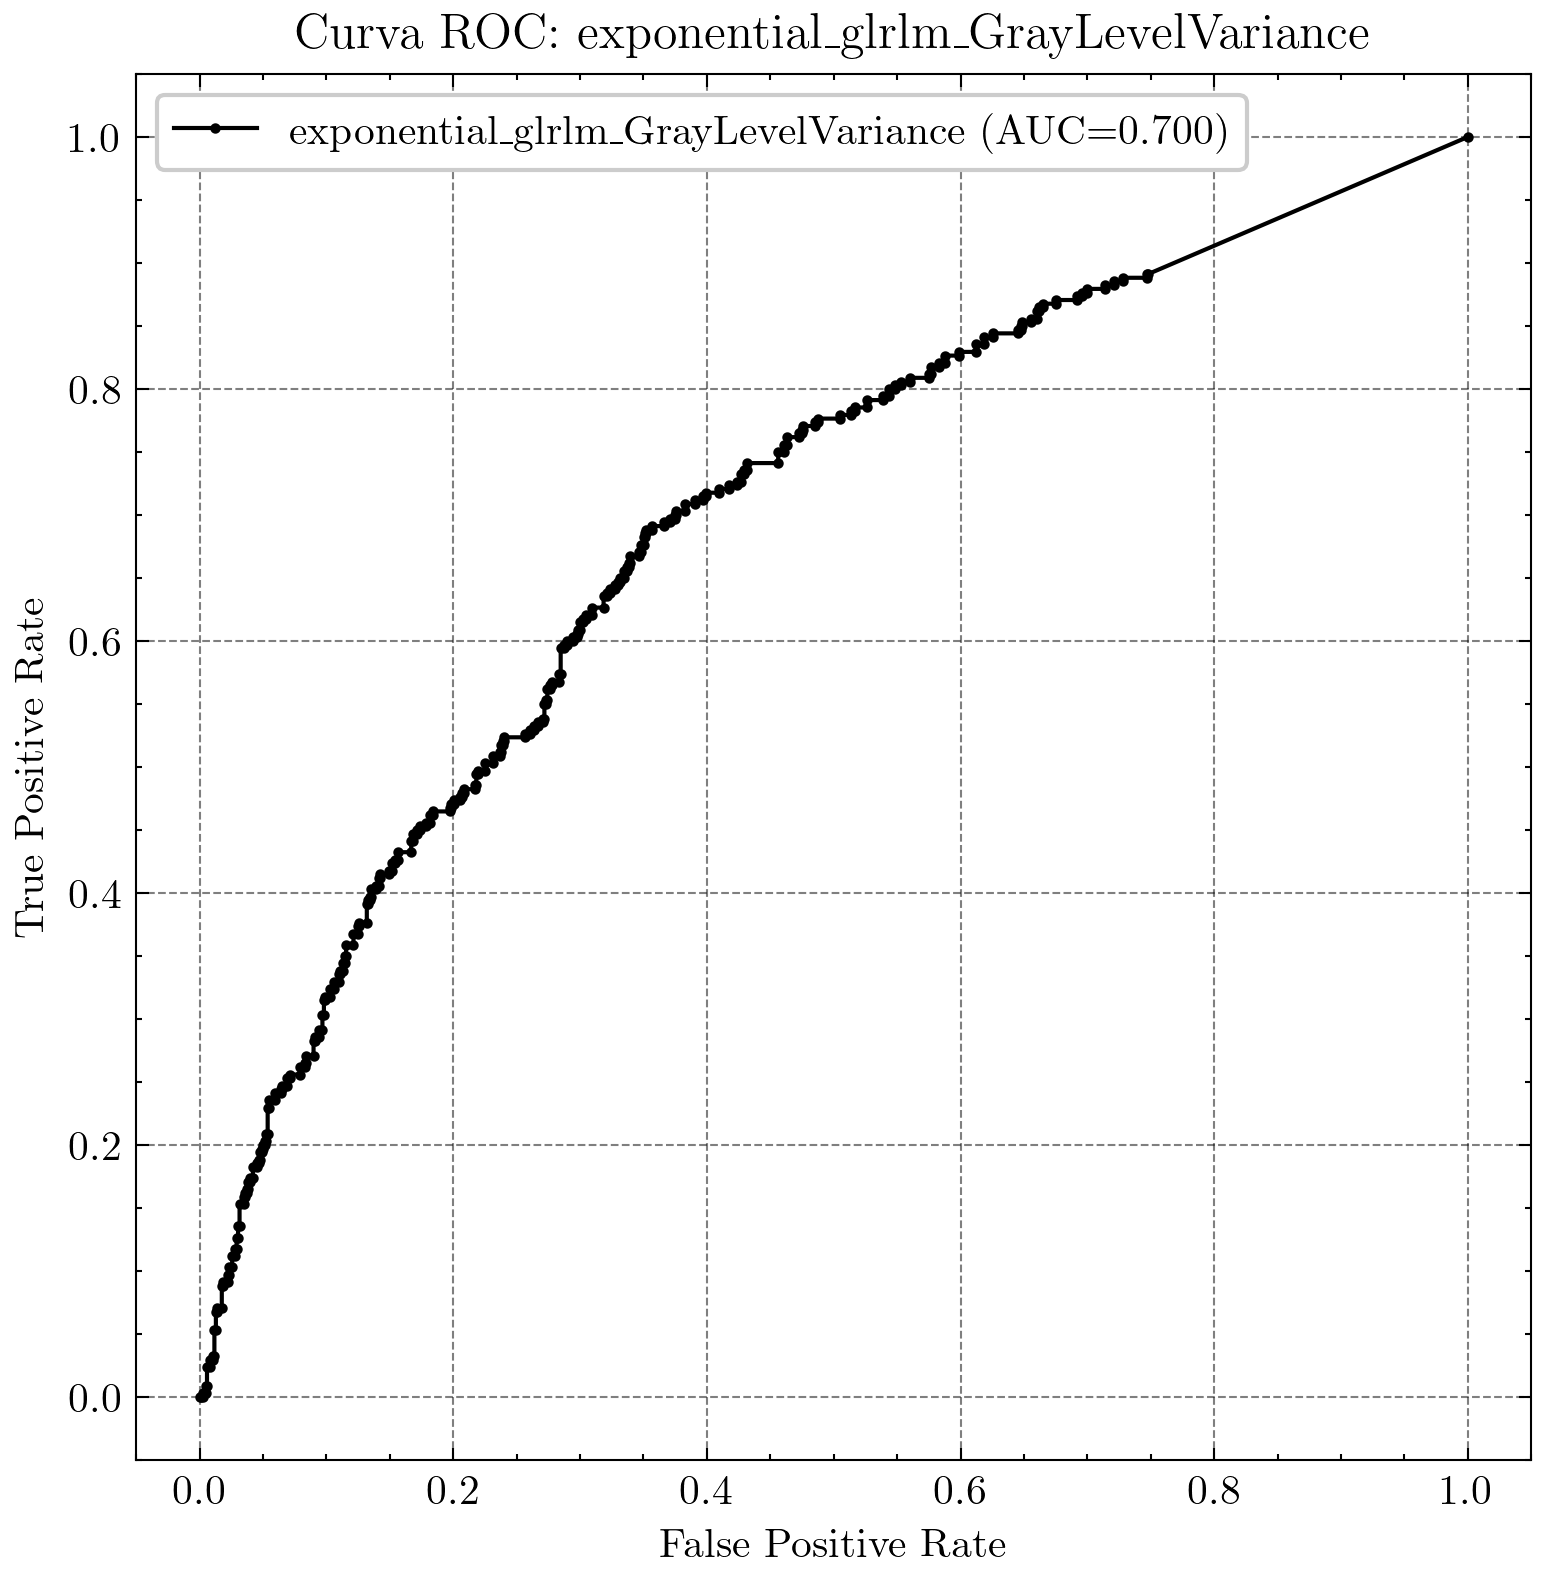 Curva ROC: exponential_glrlm_GrayLevelVariance
exponential_glrlm_GrayLevelVariance (AUC=0.700)
1.0
0.8
0.6
0.4
0.2
0.0
True Positive Rate
0.0 0.2 0.4 0.6 0.8 1.0
False Positive Rate